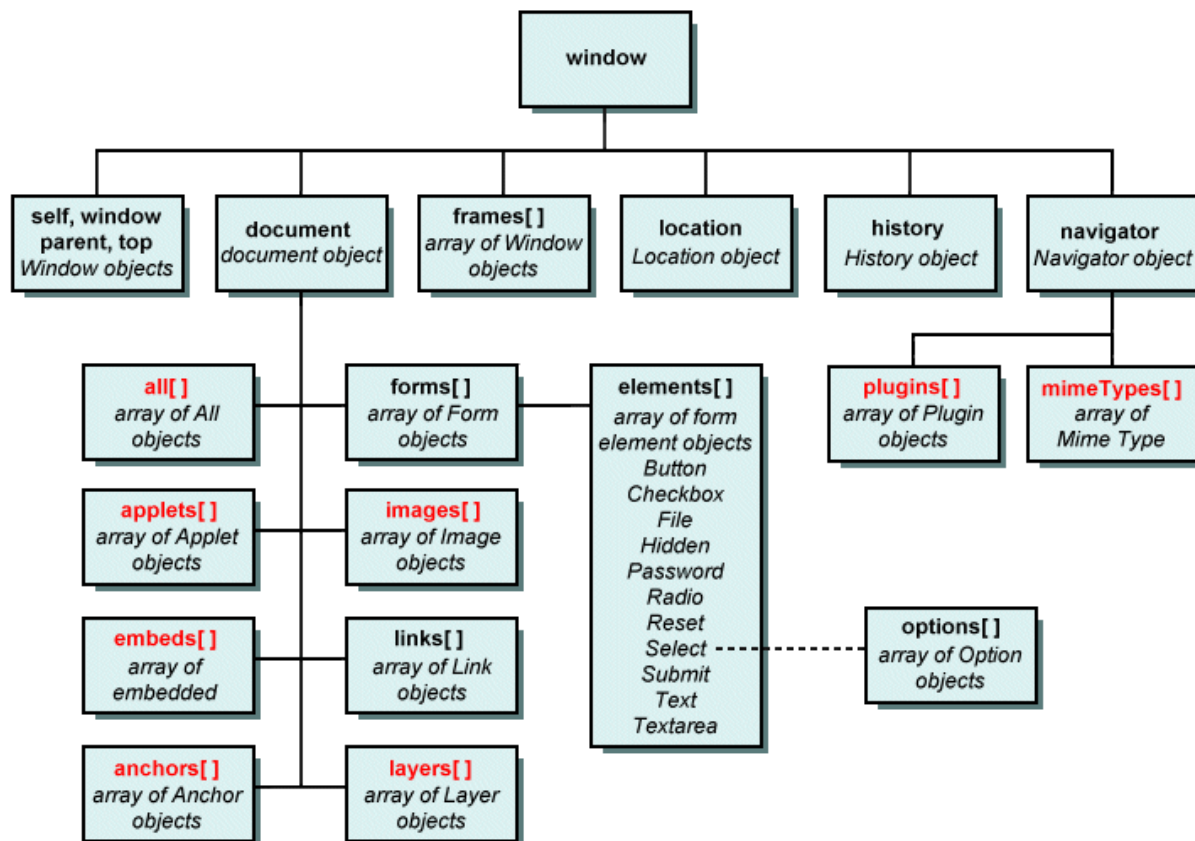 window
self, window
parent, top
Window objects
document
document object
frames[ ]
array of Window
objects
location
Location object
history
History object
navigator
Navigator object
all[ ]
array of All
objects
forms[ ]
array of Form
objects
elements[ ]
array of form
element objects
Button
Checkbox
File
Hidden
Password
Radio
Reset
Select
Submit
Text
Textarea
plugins[ ]
array of Plugin
objects
mimeTypes[ ]
array of
Mime Type
applets[ ]
array of Applet
objects
images[ ]
array of Image
objects
embeds[ ]
array of
embedded
links[ ]
array of Link
objects
options[ ]
array of Option
objects
anchors[ ]
array of Anchor
objects
layers[ ]
array of Layer
objects